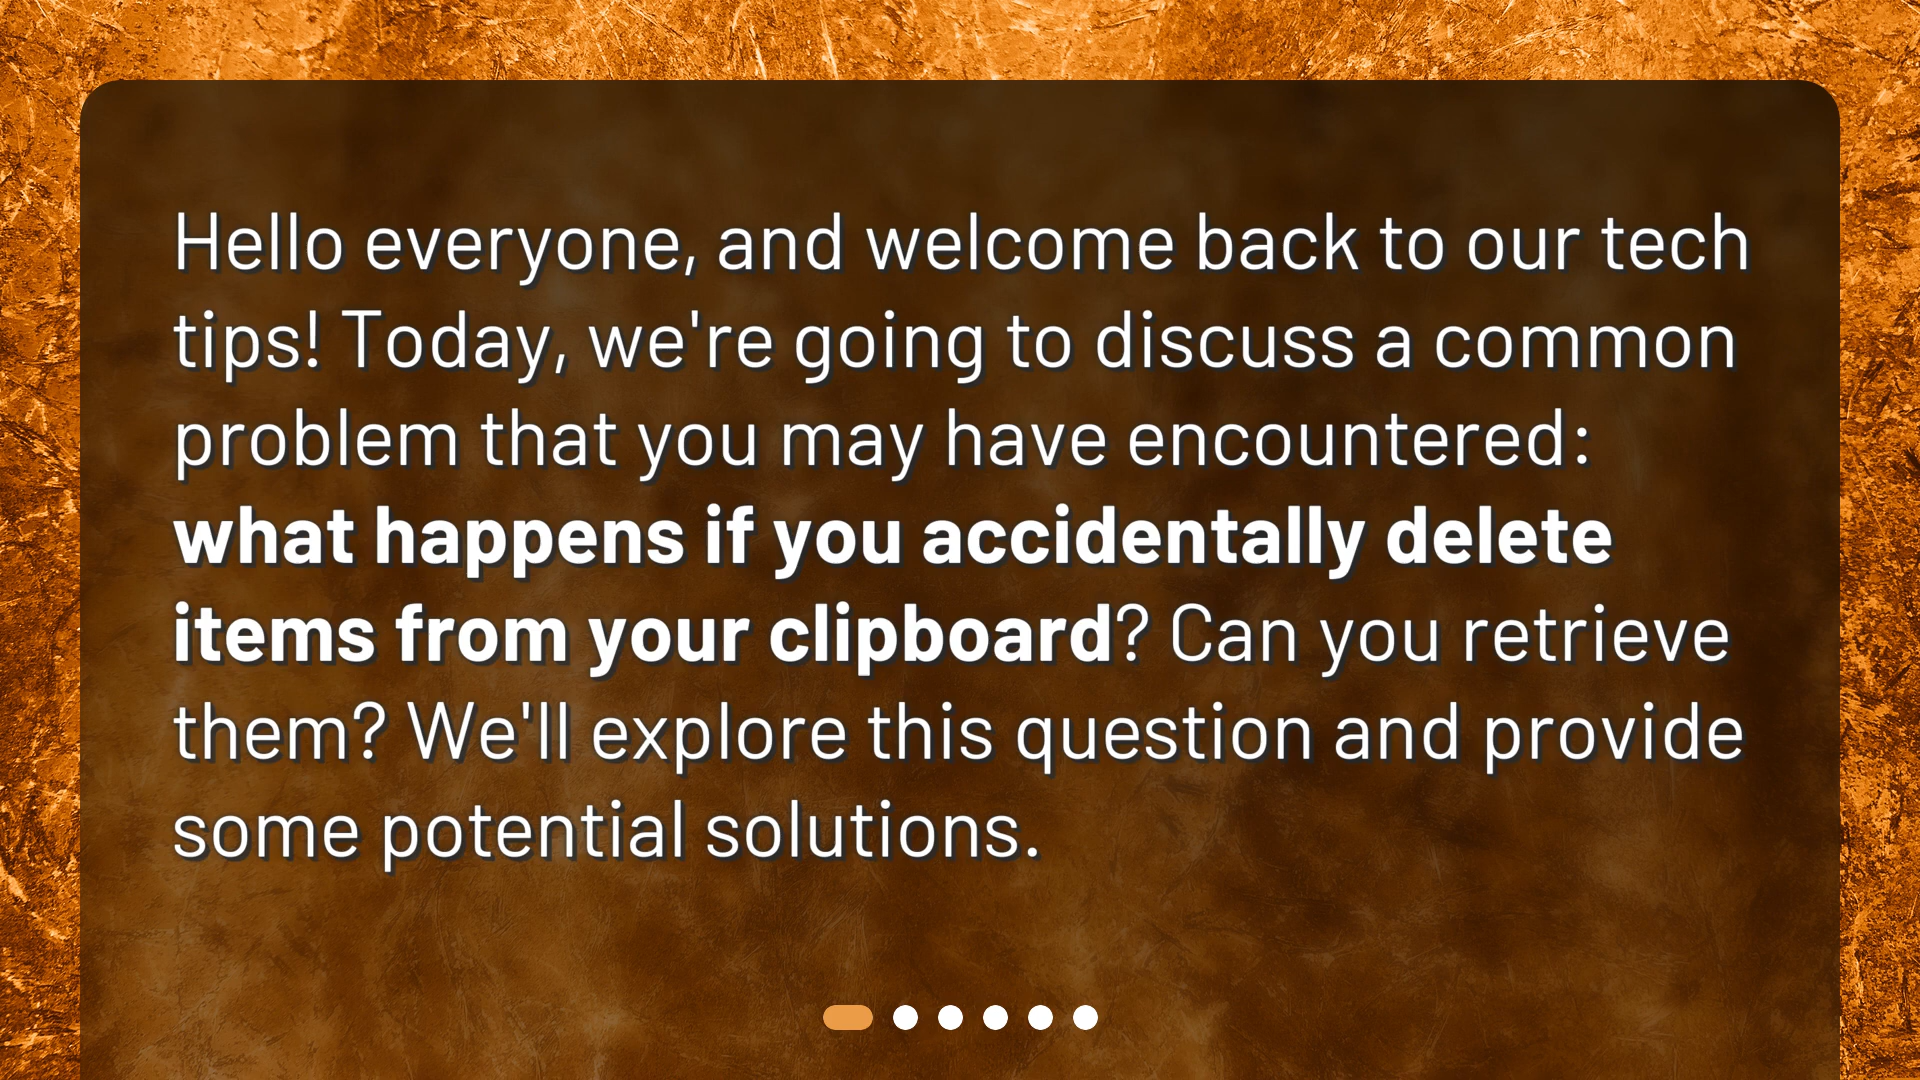 Hello everyone, and welcome back to our tech
tips! Today, we're going to discuss a common
problem that you may have encountered:
what happens if you accidentally delete
items from your clipboard? Can you retrieve
them? We'll explore this question and provide
some potential solutions.